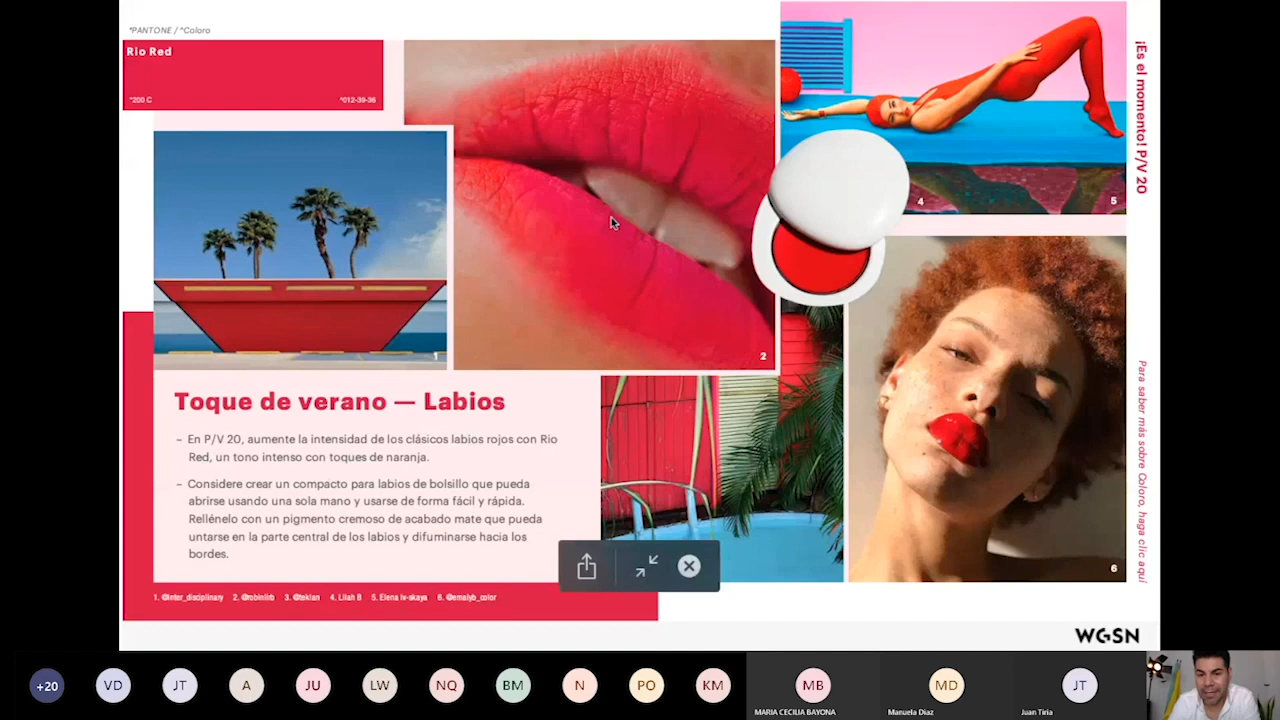 *PANTONE / ^Coloro
Rio Red
*200 C
^012-39-36
¡Es el momento! P/V 20
4
5
1
2
Toque de verano — Labios
– En P/V 20, aumente la intensidad de los clásicos labios rojos con Rio
Red, un tono intenso con toques de naranja.
– Considere crear un compacto para labios de bolsillo que pueda
abrirse usando una sola mano y usarse de forma fácil y rápida.
Rellénelo con un pigmento cremoso de acabado mate que pueda
untarse en la parte central de los labios y difuminarse hacia los
bordes.
Para saber más sobre Coloro, haga clic aquí
6
1. @inter_disciplinary 2. @robinlirb 3. @teklan 4. Lilah B 5. Elena Iv-skaya 6. @emalyb_color
WGSN
+20
VD
JT
A
JU
LW
NQ
BM
N
PO
KM
MB
MD
JT
MARIA CECILIA BAYONA
Manuela Diaz
Juan Tiria